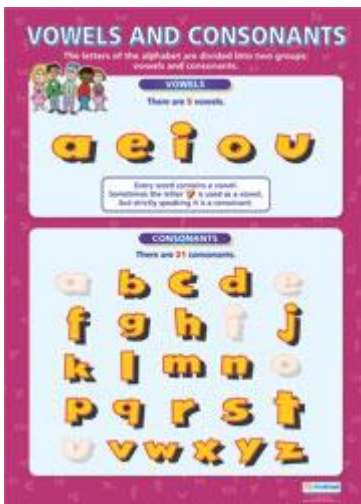 VOWELS AND CONSONANTS
The letters of the alphabet are divided into two groups:
vowels and consonants.
VOWELS
There are 5 vowels.
a e i o u
Every word contains a vowel.
Sometimes the letter y is used as a vowel,
but strictly speaking it is a consonant.
CONSONANTS
There are 21 consonants.
a b c d e
f g h i j
k l m n o
p q r s t
u v w x y z